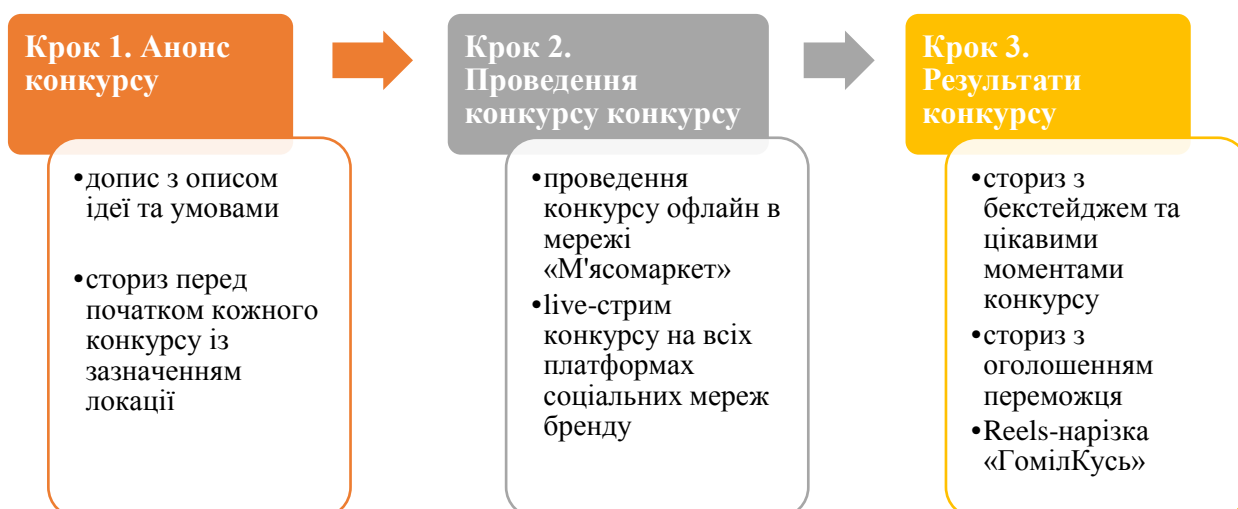 Крок 1. Анонс
конкурсу
•допис з описом
ідеї та умовами
•сториз перед
початком кожного
конкурсу із
зазначенням
локації
Крок 2.
Проведення
конкурсу конкурсу
•проведення
конкурсу офлайн в
мережі
«М'ясомаркет»
•live-стрим
конкурсу на всіх
платформах
соціальних мереж
бренду
Крок 3.
Результати
конкурсу
•сториз з
бекстейджем та
цікавими
моментами
конкурсу
•сториз з
оголошенням
переможця
•Reels-нарізка
«ГомілКусь»